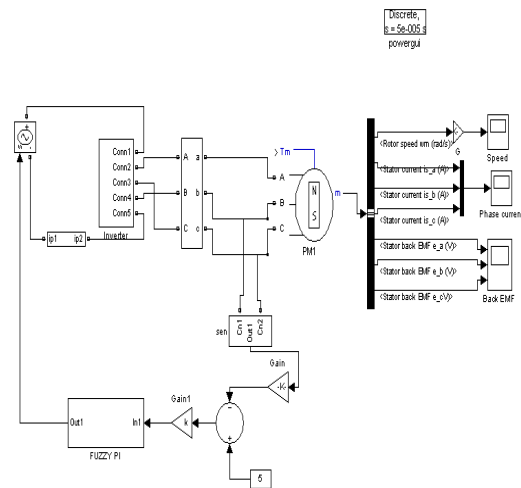 Discrete,
s = 5e-005 s
powergui
Conn1
Conn2
Conn3
Conn4
Conn5
Inverter
ip1 ip2
A a
B b
C c
Tm
A
B
C
N
S
m
PM1
<Rotor speed wm (rad/s)>
G
Speed
<Stator current is_a (A)>
<Stator current is_b (A)>
<Stator current is_c (A)>
Phase curren
<Stator back EMF e_a (V)>
<Stator back EMF e_b (V)>
<Stator back EMF e_cV)>
Back EMF
sen
Cn1
Out1
Cn2
Gain
-K-
Gain1
k
Out1 In1
FUZZY PI
5